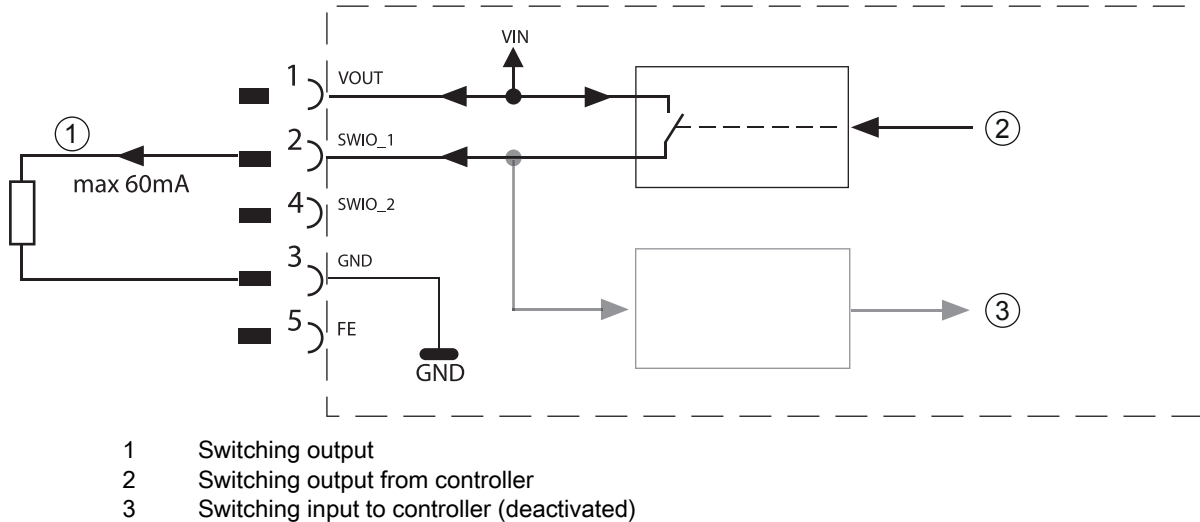 VIN
1 VOUT
1
2 SWIO_1
2
max 60mA
4 SWIO_2
3 GND
3
5 FE
GND
1 Switching output
2 Switching output from controller
3 Switching input to controller (deactivated)